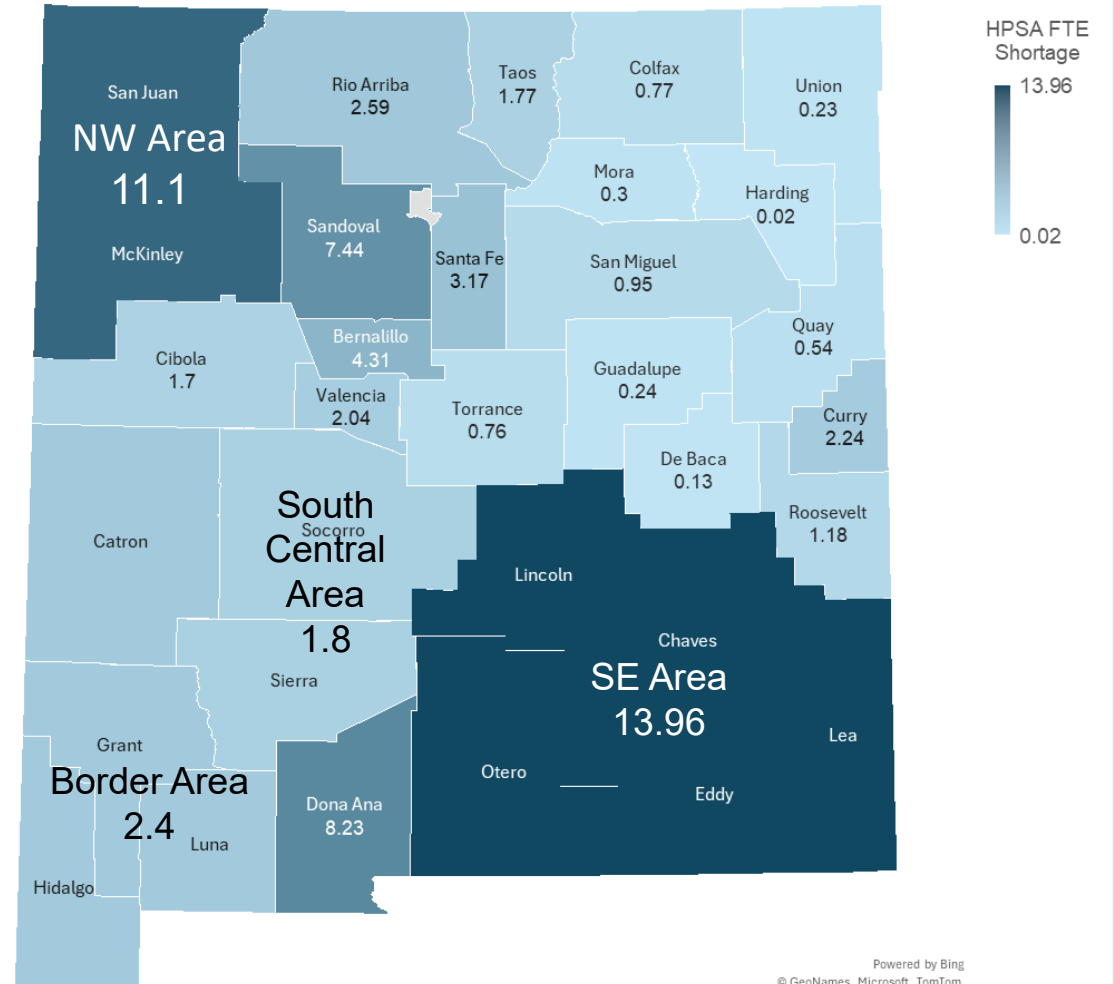 HPSA FTE
Shortage
13.96
0.02
San Juan
NW Area
11.1
McKinley
Rio Arriba
2.59
Taos
1.77
Colfax
0.77
Union
0.23
Mora
0.3
Harding
0.02
Sandoval
7.44
Santa Fe
3.17
San Miguel
0.95
Quay
0.54
Bernalillo
4.31
Cibola
1.7
Valencia
2.04
Torrance
0.76
Guadalupe
0.24
Curry
2.24
De Baca
0.13
Roosevelt
1.18
Catron
South
Socorro
Central
Area
1.8
Sierra
Lincoln
Chaves
SE Area
13.96
Lea
Otero
Eddy
Grant
Border Area
2.4
Luna
Hidalgo
Dona Ana
8.23
Powered by Bing
© GeoNames, Microsoft, TomTom